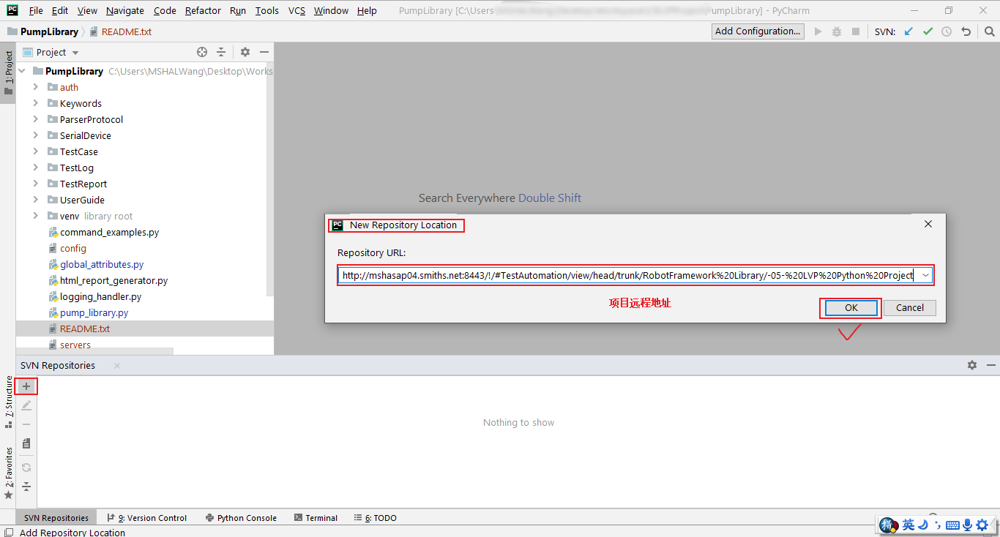 File Edit View Navigate Code Refactor Run Tools VCS Window Help PumpLibrary [C:\Users PumpLibrary] - PyCharm
PumpLibrary README.txt Add Configuration... SVN:
1: Project
Project
PumpLibrary C:\Users\MSHALWang\Desktop\Works
auth
Keywords
ParserProtocol
SerialDevice
TestCase
TestLog
TestReport
UserGuide
venv library root
command_examples.py
config
global_attributes.py
html_report_generator.py
logging_handler.py
pump_library.py
README.txt
servers
Search Everywhere Double Shift
PC New Repository Location
Repository URL:
http://mshasap04.smiths.net:8443/!/#TestAutomation/view/head/trunk/RobotFramework%20Library/-05-%20LVP%20Python%20Project
项目远程地址
OK Cancel
SVN Repositories
7: Structure
2: Favorites
Nothing to show
SVN Repositories 9: Version Control Python Console Terminal 6: TODO
Add Repository Location
英